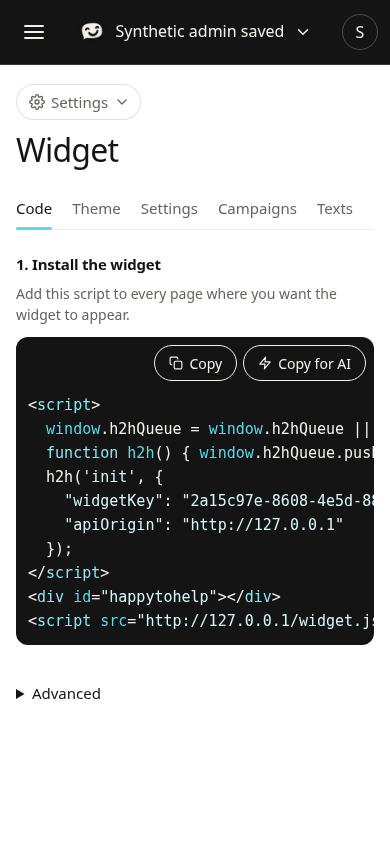 Synthetic admin saved
S
Settings
Widget
Code Theme Settings Campaigns Texts
1. Install the widget
Add this script to every page where you want the
widget to appear.
Copy Copy for AI
<script>
window.h2hQueue = window.h2hQueue ||
function h2h() { window.h2hQueue.push
h2h('init', {
"widgetKey": "2a15c97e-8608-4e5d-88
"apiOrigin": "http://127.0.0.1"
});
</script>
<div id="happytohelp"></div>
<script src="http://127.0.0.1/widget.js
Advanced